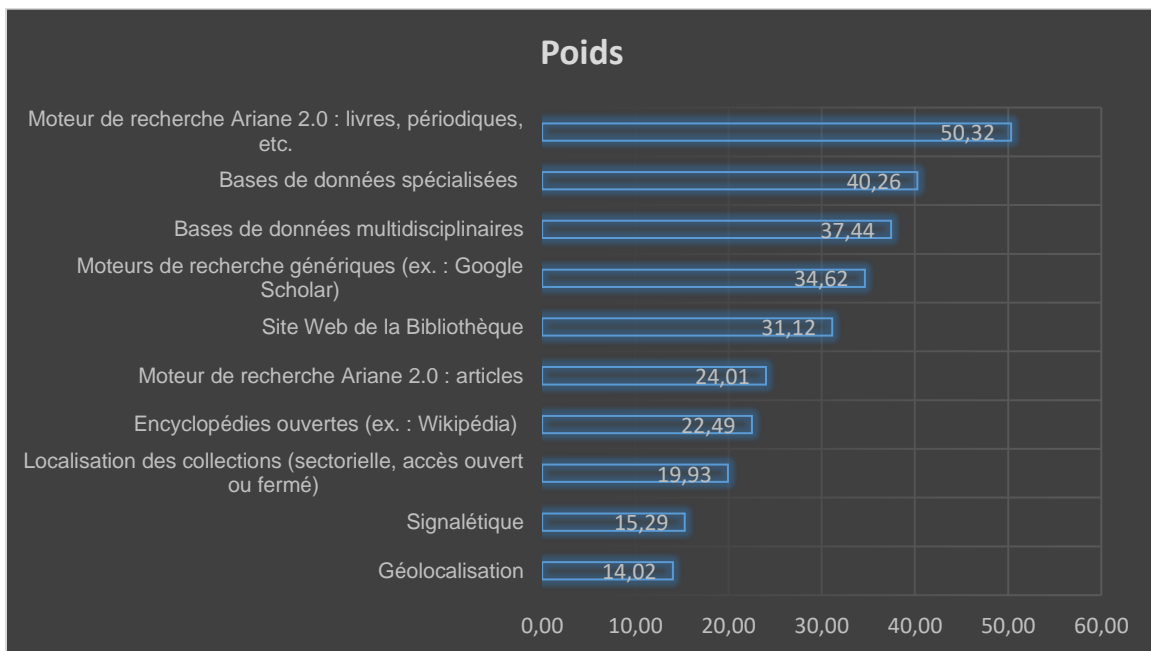 Poids
Moteur de recherche Ariane 2.0 : livres, périodiques,
etc.
50,32
Bases de données spécialisées
40,26
Bases de données multidisciplinaires
37,44
Moteurs de recherche génériques (ex. : Google
Scholar)
34,62
Site Web de la Bibliothèque
31,12
Moteur de recherche Ariane 2.0 : articles
24,01
Encyclopédies ouvertes (ex. : Wikipédia)
22,49
Localisation des collections (sectorielle, accès ouvert
ou fermé)
19,93
Signalétique
15,29
Géolocalisation
14,02
0,00 10,00 20,00 30,00 40,00 50,00 60,00